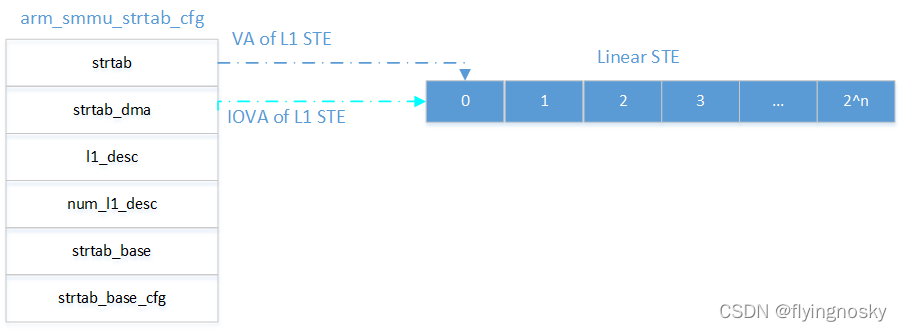 arm_smmu_strtab_cfg
strtab
strtab_dma
l1_desc
num_l1_desc
strtab_base
strtab_base_cfg
VA of L1 STE
IOVA of L1 STE
Linear STE
0 1 2 3 ... 2^n
CSDN @flyingnosky